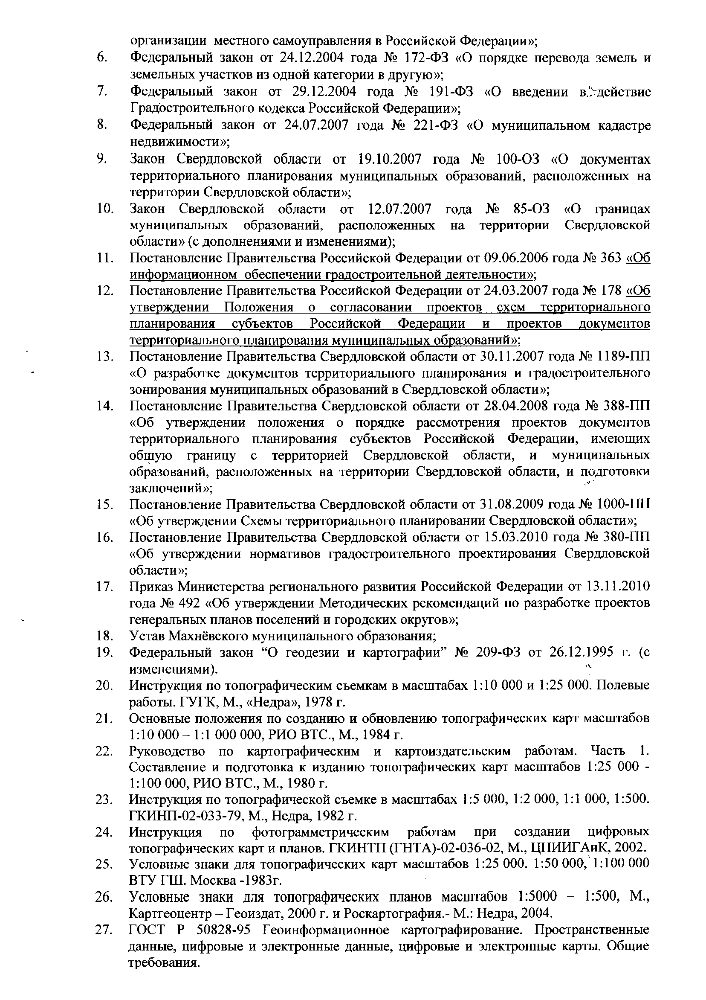 организации местного самоуправления в Российской Федерации»;
6. Федеральный закон от 24.12.2004 года № 172-ФЗ «О порядке перевода земель и
земельных участков из одной категории в другую»;
7. Федеральный закон от 29.12.2004 года № 191-ФЗ «О введении в действие
Градостроительного кодекса Российской Федерации»;
8. Федеральный закон от 24.07.2007 года № 221-ФЗ «О муниципальном кадастре
недвижимости»;
9. Закон Свердловской области от 19.10.2007 года № 100-ОЗ «О документах
территориального планирования муниципальных образований, расположенных на
территории Свердловской области»;
10. Закон Свердловской области от 12.07.2007 года № 85-ОЗ «О границах
муниципальных образований, расположенных на территории Свердловской
области» (с дополнениями и изменениями);
11. Постановление Правительства Российской Федерации от 09.06.2006 года № 363 «Об
информационном обеспечении градостроительной деятельности»;
12. Постановление Правительства Российской Федерации от 24.03.2007 года № 178 «Об
утверждении Положения о согласовании проектов схем территориального
планирования субъектов Российской Федерации и проектов документов
территориального планирования муниципальных образований»;
13. Постановление Правительства Свердловской области от 30.11.2007 года № 1189-ПП
«О разработке документов территориального планирования и градостроительного
зонирования муниципальных образований в Свердловской области»;
14. Постановление Правительства Свердловской области от 28.04.2008 года № 388-ПП
«Об утверждении положения о порядке рассмотрения проектов документов
территориального планирования субъектов Российской Федерации, имеющих
общую границу с территорией Свердловской области, и муниципальных
образований, расположенных на территории Свердловской области, и подготовки
заключений»;
15. Постановление Правительства Свердловской области от 31.08.2009 года № 1000-ПП
«Об утверждении Схемы территориального планировании Свердловской области»;
16. Постановление Правительства Свердловской области от 15.03.2010 года № 380-ПП
«Об утверждении нормативов градостроительного проектирования Свердловской
области»;
17. Приказ Министерства регионального развития Российской Федерации от 13.11.2010
года № 492 «Об утверждении Методических рекомендаций по разработке проектов
генеральных планов поселений и городских округов»;
18. Устав Махнёвского муниципального образования;
19. Федеральный закон “О геодезии и картографии” № 209-ФЗ от 26.12.1995 г. (с
изменениями).
20. Инструкция по топографическим съемкам в масштабах 1:10 000 и 1:25 000. Полевые
работы. ГУГК, М., «Недра», 1978 г.
21. Основные положения по созданию и обновлению топографических карт масштабов
1:10 000 – 1:1 000 000, РИО ВТС., М., 1984 г.
22. Руководство по картографическим и картоиздательским работам. Часть 1.
Составление и подготовка к изданию топографических карт масштабов 1:25 000 -
1:100 000, РИО ВТС., М., 1980 г.
23. Инструкция по топографической съемке в масштабах 1:5 000, 1:2 000, 1:1 000, 1:500.
ГКИНП-02-033-79, М., Недра, 1982 г.
24. Инструкция по фотограмметрическим работам при создании цифровых
топографических карт и планов. ГКИНТП (ГНТА)-02-036-02, М., ЦНИИГАиК, 2002.
25. Условные знаки для топографических карт масштабов 1:25 000. 1:50 000, 1:100 000
ВТУ ГШ. Москва -1983г.
26. Условные знаки для топографических планов масштабов 1:5000 – 1:500, М.,
Картгеоцентр – Геоиздат, 2000 г. и Роскартография.- М.: Недра, 2004.
27. ГОСТ Р 50828-95 Геоинформационное картографирование. Пространственные
данные, цифровые и электронные данные, цифровые и электронные карты. Общие
требования.